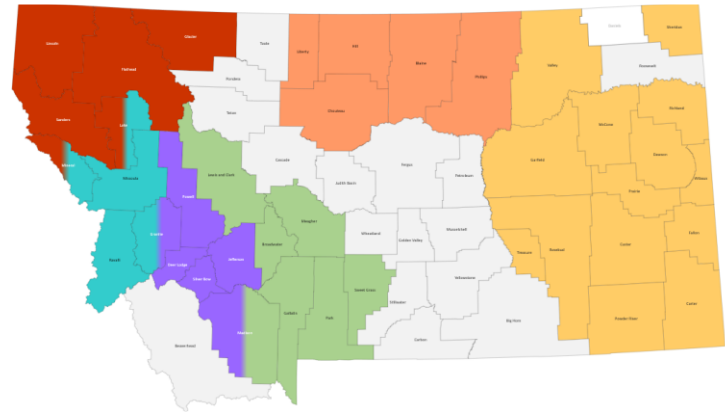 Lincoln
Glacier
Toole
Liberty
Hill
Blaine
Phillips
Valley
Daniels
Sheridan
Flathead
Pondera
Roosevelt
Chouteau
Teton
Richland
McCone
Sanders
Lake
Dawson
Garfield
Cascade
Fergus
Judith Basin
Petroleum
Mineral
Missoula
Lewis and Clark
Powell
Wibaux
Prairie
Meagher
Wheatland
Golden Valley
Musselshell
Granite
Fallon
Broadwater
Custer
Rosebud
Treasure
Ravalli
Deer Lodge
Jefferson
Silver Bow
Yellowstone
Sweet Grass
Stillwater
Carter
Gallatin
Park
Powder River
Big Horn
Madison
Carbon
Beaverhead